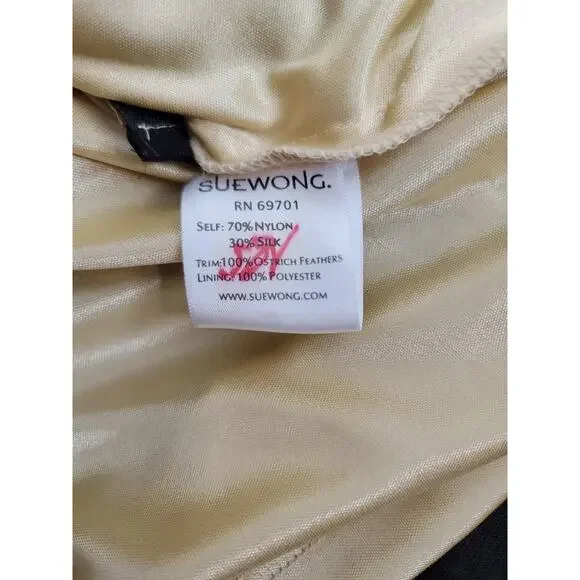 SUEWONG.
RN 69701
SELF: 70% NYLON
30% SILK
TRIM:100% OSTRICH FEATHERS
LINING: 100% POLYESTER
WWW.SUEWONG.COM